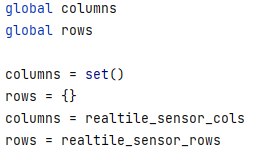 global columns
global rows
columns = set()
rows = {}
columns = realtile_sensor_cols
rows = realtile_sensor_rows